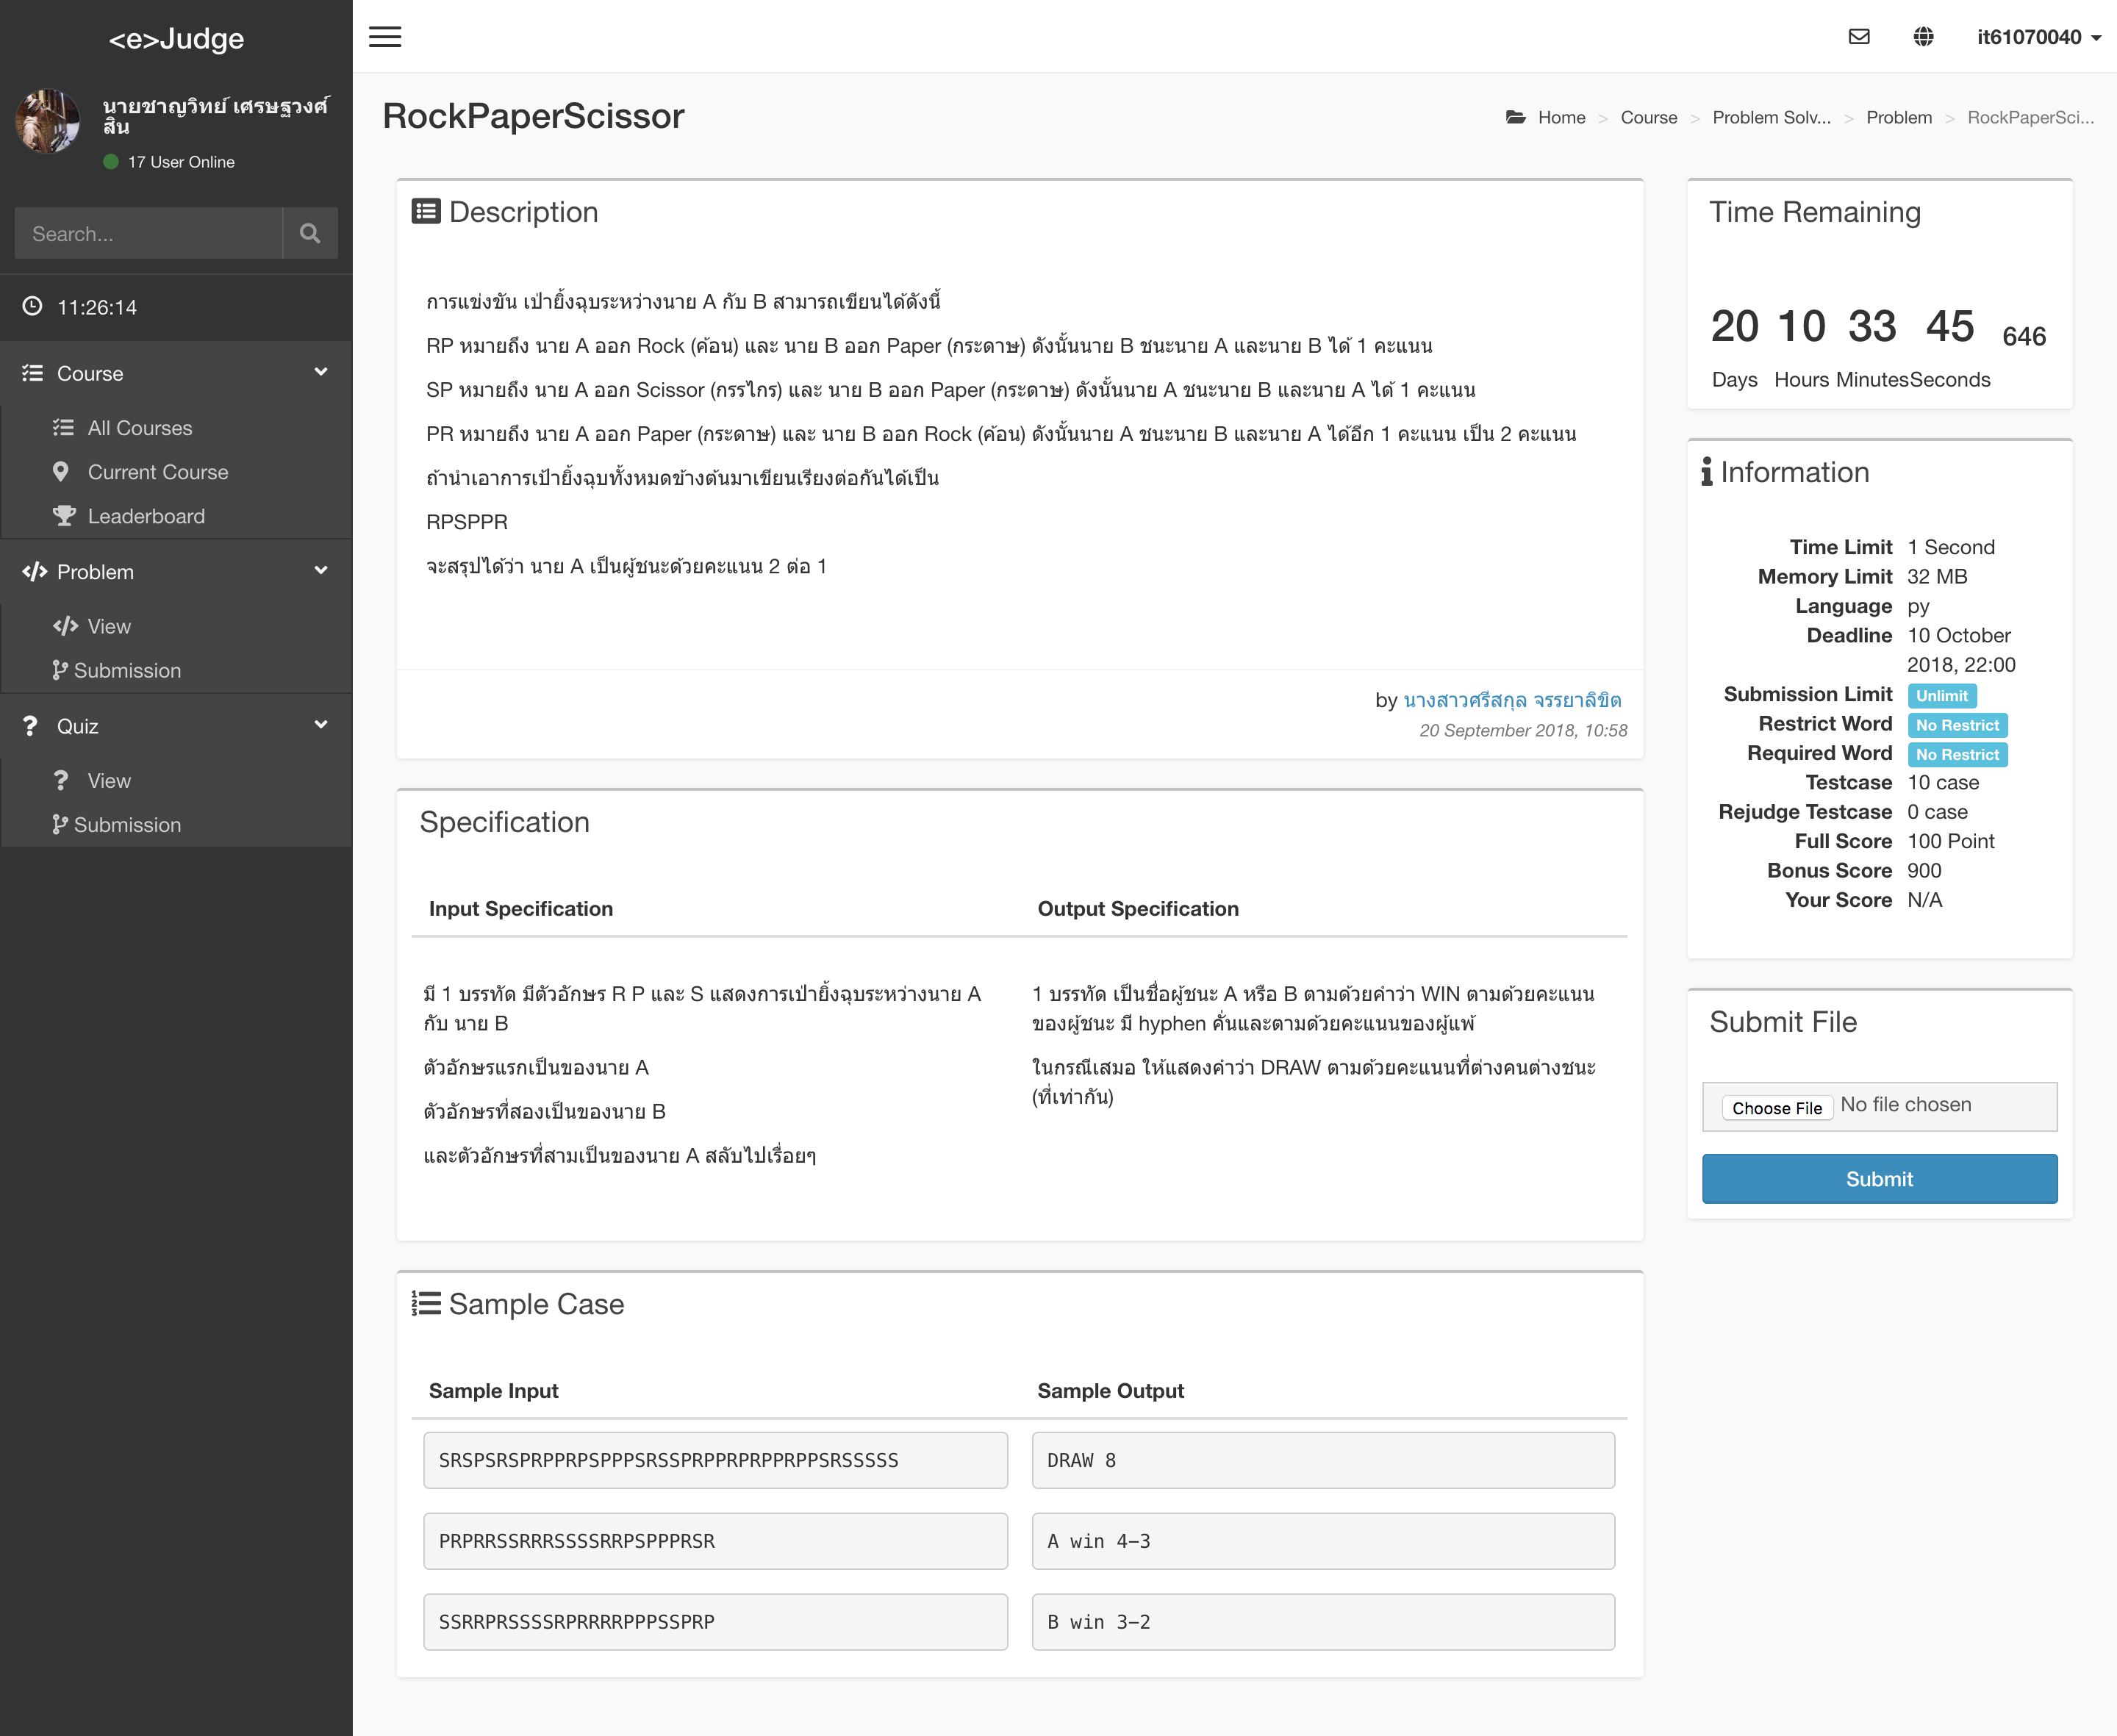 <e>Judge
นายชาญวิทย์ เศรษฐวงศ์
สิน
17 User Online
Search...
11:26:14
Course
All Courses
Current Course
Leaderboard
Problem
View
Submission
Quiz
View
Submission
it61070040
RockPaperScissor
Home > Course > Problem Solv... > Problem > RockPaperSci...
Description
การแข่งขัน เป่ายิ้งฉุบระหว่างนาย A กับ B สามารถเขียนได้ดังนี้
RP หมายถึง นาย A ออก Rock (ค้อน) และ นาย B ออก Paper (กระดาษ) ดังนั้นนาย B ชนะนาย A และนาย B ได้ 1 คะแนน
SP หมายถึง นาย A ออก Scissor (กรรไกร) และ นาย B ออก Paper (กระดาษ) ดังนั้นนาย A ชนะนาย B และนาย A ได้ 1 คะแนน
PR หมายถึง นาย A ออก Paper (กระดาษ) และ นาย B ออก Rock (ค้อน) ดังนั้นนาย A ชนะนาย B และนาย A ได้อีก 1 คะแนน เป็น 2 คะแนน
ถ้านำเอาการเป้ายิ้งฉุบทั้งหมดข้างต้นมาเขียนเรียงต่อกันได้เป็น
RPSPPR
จะสรุปได้ว่า นาย A เป็นผู้ชนะด้วยคะแนน 2 ต่อ 1
by นางสาวศรีสกุล จรรยาลิขิต
20 September 2018, 10:58
Specification
Input Specification
มี 1 บรรทัด มีตัวอักษร R P และ S แสดงการเป่ายิ้งฉุบระหว่างนาย A
กับ นาย B
ตัวอักษรแรกเป็นของนาย A
ตัวอักษรที่สองเป็นของนาย B
และตัวอักษรที่สามเป็นของนาย A สลับไปเรื่อยๆ
Output Specification
1 บรรทัด เป็นชื่อผู้ชนะ A หรือ B ตามด้วยคำว่า WIN ตามด้วยคะแนน
ของผู้ชนะ มี hyphen คั่นและตามด้วยคะแนนของผู้แพ้
ในกรณีเสมอ ให้แสดงคำว่า DRAW ตามด้วยคะแนนที่ต่างคนต่างชนะ
(ที่เท่ากัน)
Sample Case
Sample Input Sample Output
SRSPSRSPRPPRPSPPPSRSSPRPPRPRPPRPPSRSSSSS DRAW 8
PRPRRSSRRRSSSSRRPSPPPRSR A win 4-3
SSRRPRSSSSRPRRRRPPPSSPRP B win 3-2
Time Remaining
20 10 33 45 646
Days Hours Minutes Seconds
Information
Time Limit 1 Second
Memory Limit 32 MB
Language py
Deadline 10 October
2018, 22:00
Submission Limit Unlimit
Restrict Word No Restrict
Required Word No Restrict
Testcase 10 case
Rejudge Testcase 0 case
Full Score 100 Point
Bonus Score 900
Your Score N/A
Submit File
Choose File No file chosen
Submit